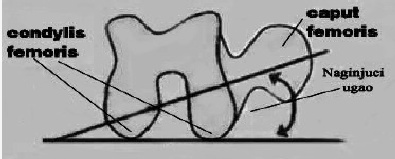 condylis
femoris
caput
femoris
Naginjuci
ugao